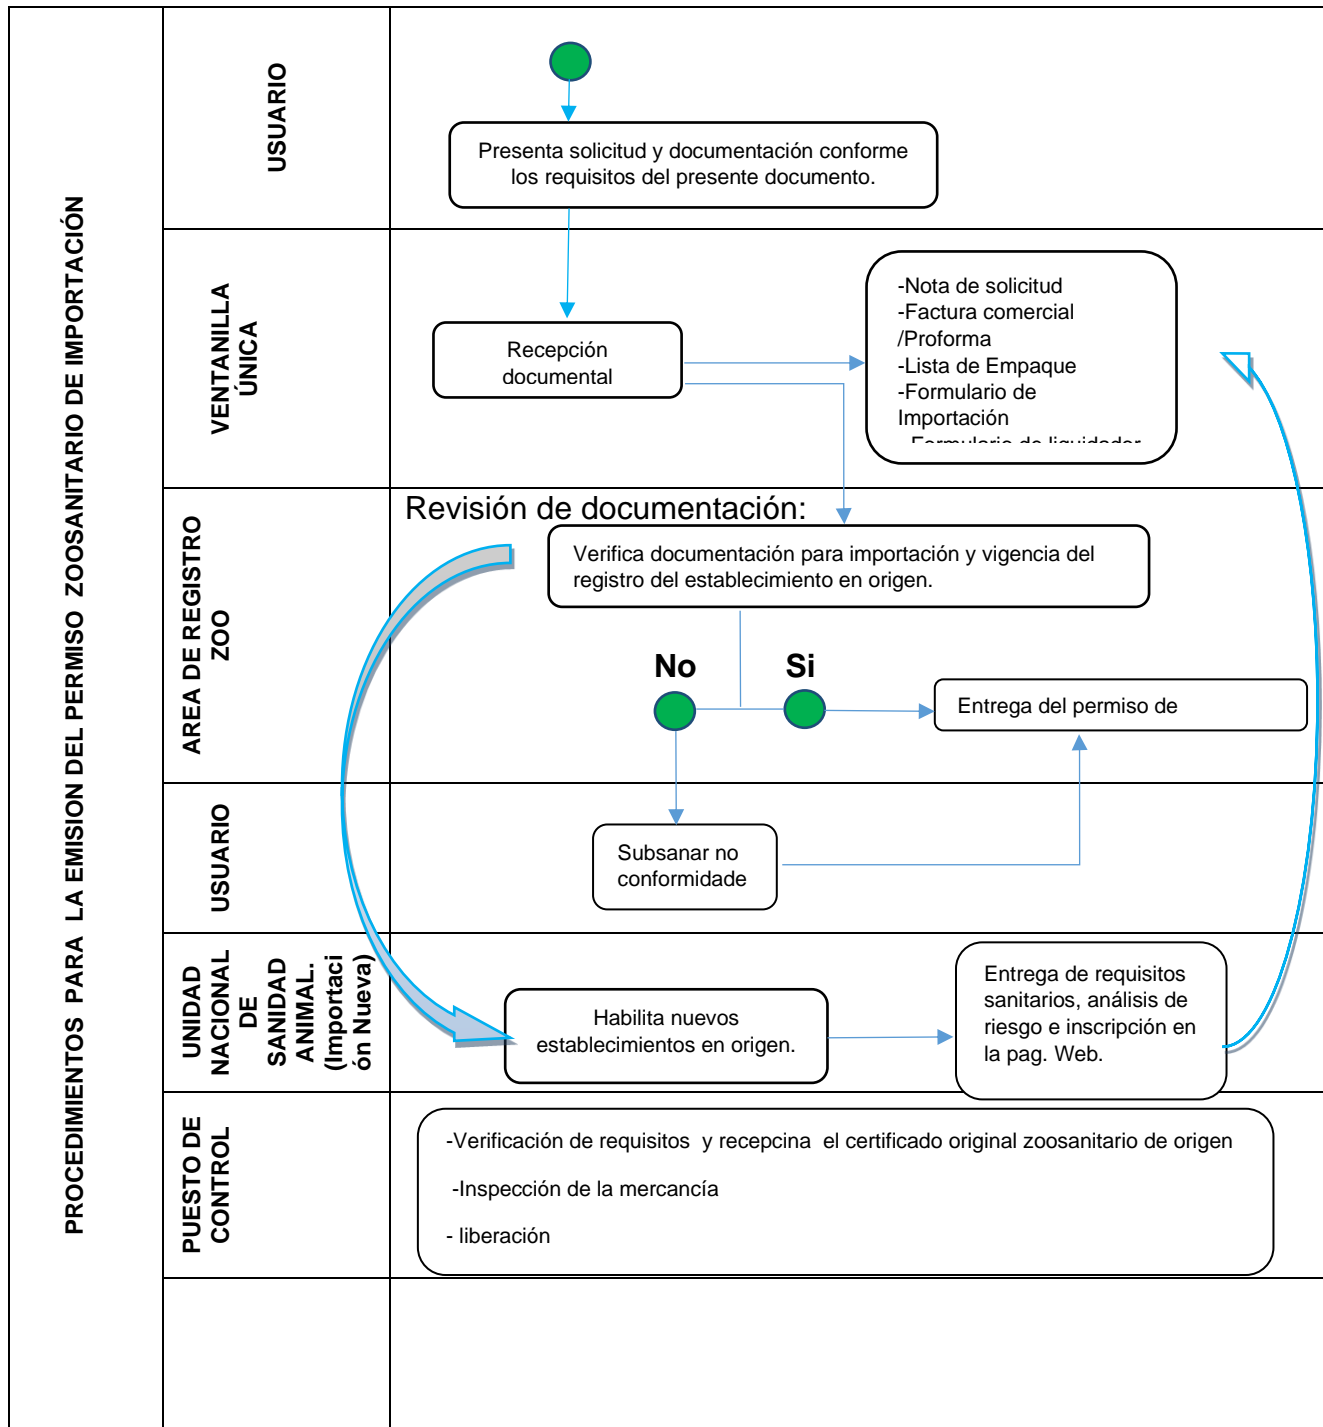 PROCEDIMIENTOS PARA LA EMISION DEL PERMISO ZOOSANITARIO DE IMPORTACIÓN
USUARIO
Presenta solicitud y documentación conforme
los requisitos del presente documento.
VENTANILLA
ÚNICA
Recepción
documental
-Nota de solicitud
-Factura comercial
/Proforma
-Lista de Empaque
-Formulario de
Importación
- Formulario de liquidador
AREA DE REGISTRO
ZOO
Revisión de documentación:
Verifica documentación para importación y vigencia del
registro del establecimiento en origen.
No
Si
Entrega del permiso de
USUARIO
Subsanar no
conformidade
UNIDAD
NACIONAL
DE
SANIDAD
ANIMAL.
(Importaci
ón Nueva)
Habilita nuevos
establecimientos en origen.
Entrega de requisitos
sanitarios, análisis de
riesgo e inscripción en
la pag. Web.
PUESTO DE
CONTROL
-Verificación de requisitos y recepcina el certificado original zoosanitario de origen
-Inspección de la mercancía
- liberación